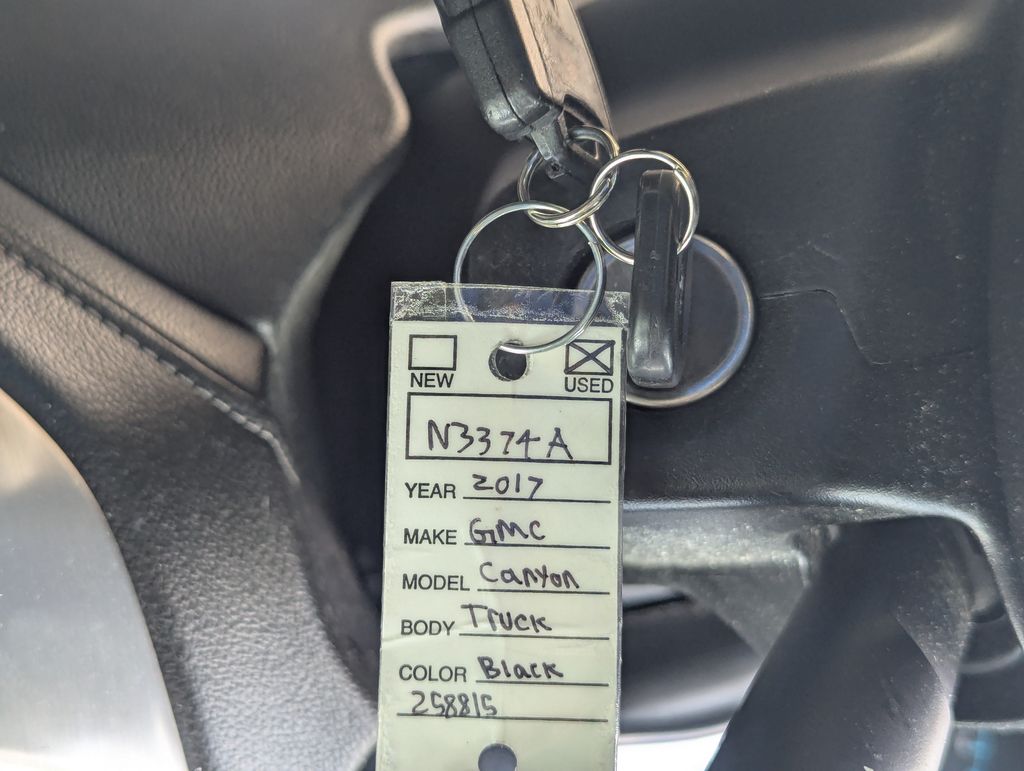 NEW USED
N3374A
YEAR 2017
MAKE GMC
MODEL Canyon
BODY Truck
COLOR Black
258815